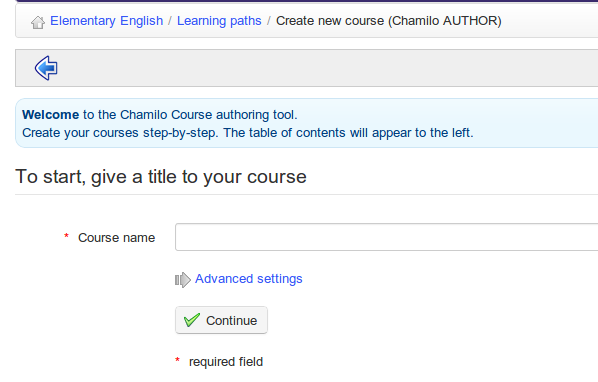 Elementary English / Learning paths / Create new course (Chamilo AUTHOR)
Welcome to the Chamilo Course authoring tool.
Create your courses step-by-step. The table of contents will appear to the left.
To start, give a title to your course
* Course name
Advanced settings
Continue
* required field